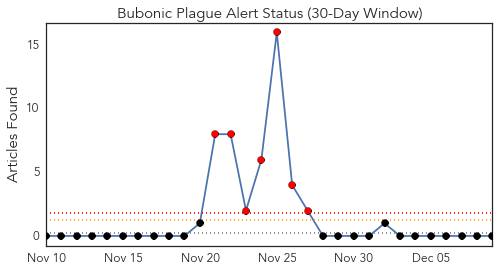 Bubonic Plague Alert Status (30-Day Window)
Articles Found
15
10
5
0
Nov 10 Nov 15 Nov 20 Nov 25 Nov 30 Dec 05